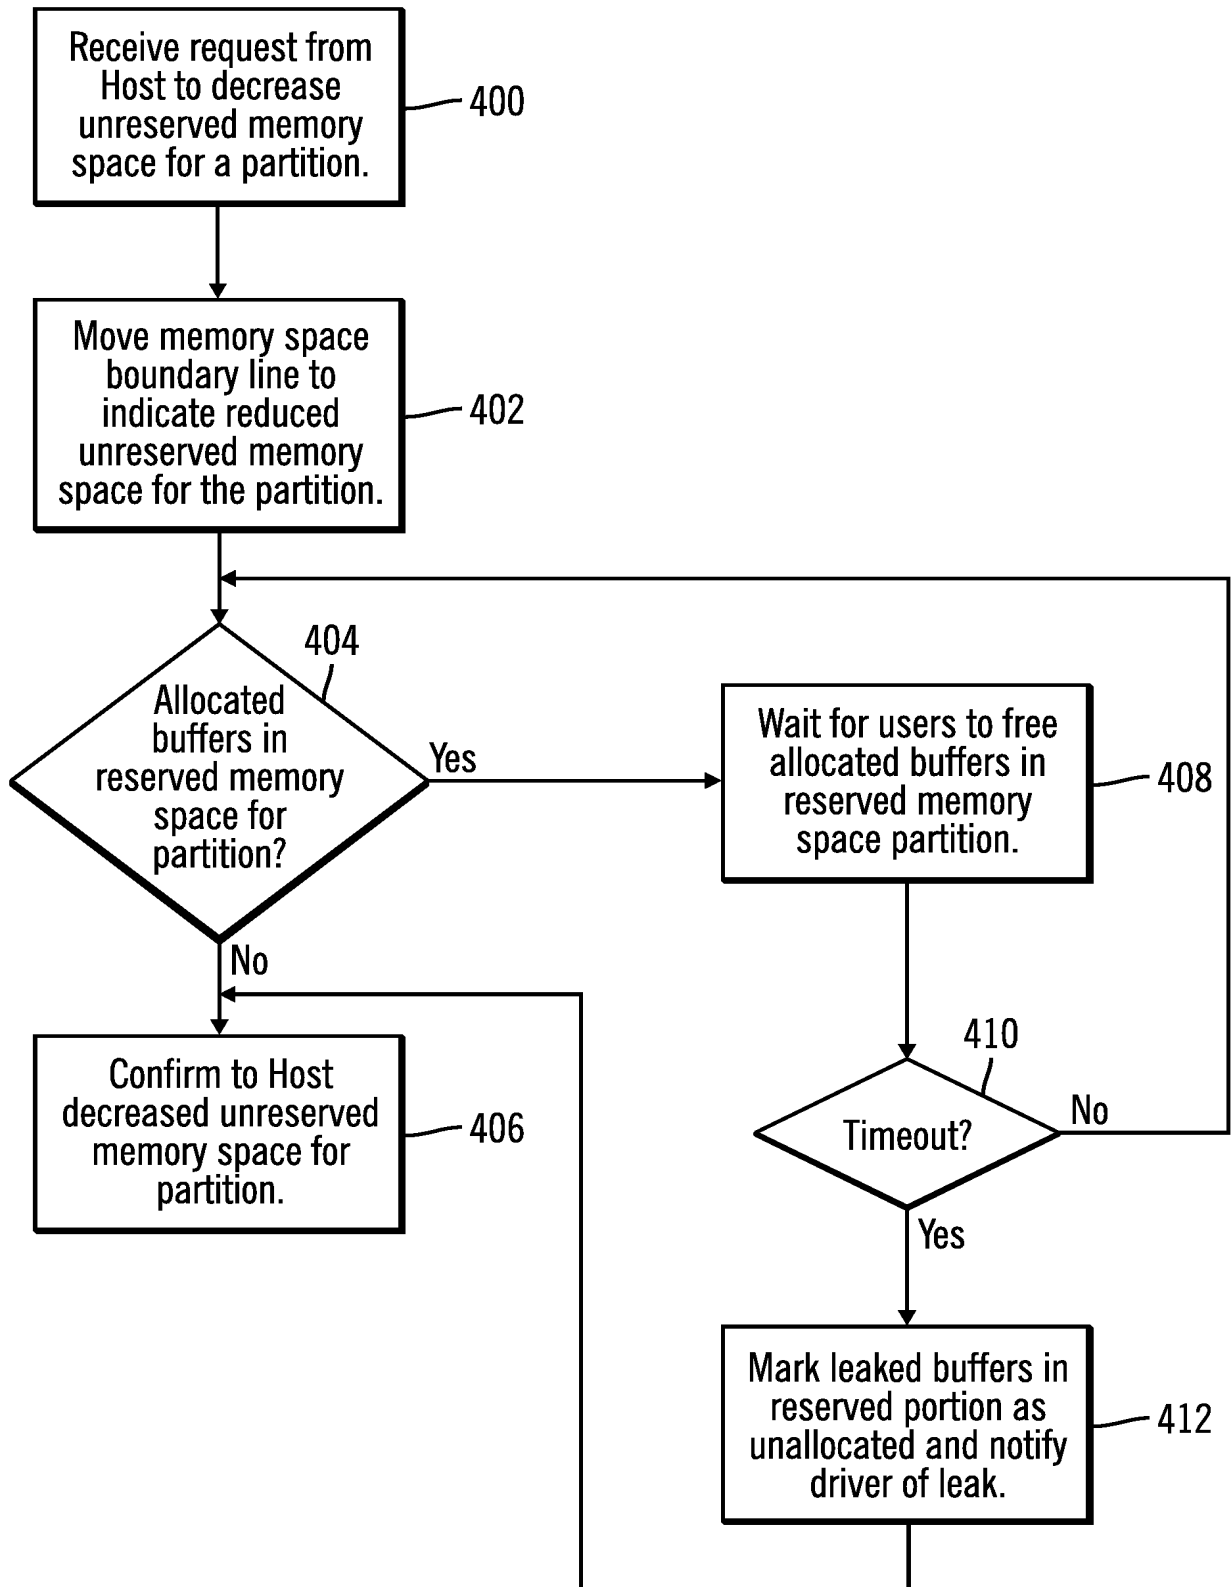 Receive request from
Host to decrease
unreserved memory
space for a partition.
400
Move memory space
boundary line to
indicate reduced
unreserved memory
space for the partition.
402
404
Allocated
buffers in
reserved memory
space for
partition?
Yes
No
Wait for users to free
allocated buffers in
reserved memory
space partition.
408
Confirm to Host
decreased unreserved
memory space for
partition.
406
410
Timeout?
No
Yes
Mark leaked buffers in
reserved portion as
unallocated and notify
driver of leak.
412